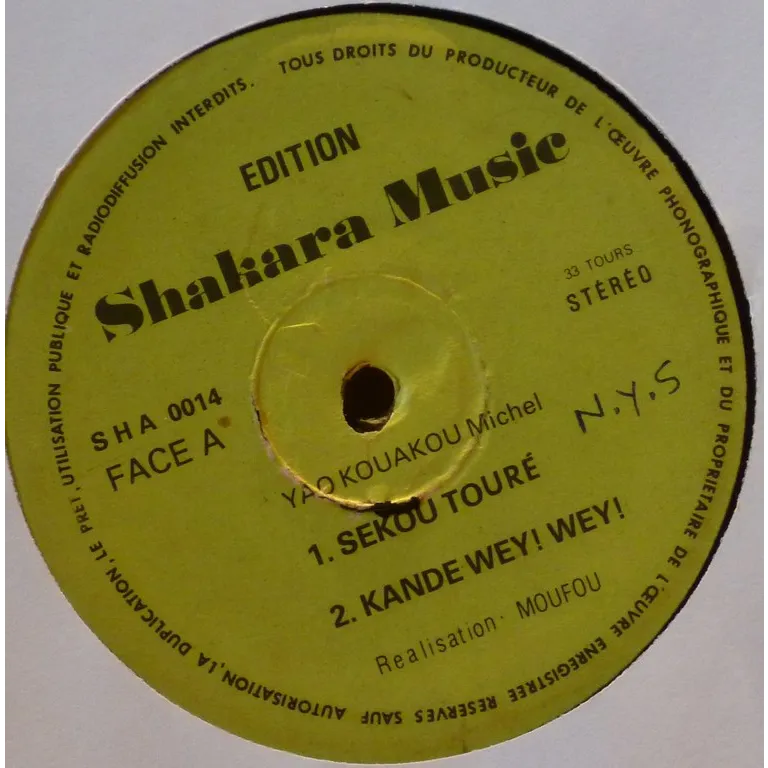 TOUS DROITS DU PRODUCTEUR DE L'ŒUVRE PHONOGRAPHIQUE ET DU PROPRIETAIRE DE L'ŒUVRE ENREGISTREE RESERVES SAUF AUTORISATION, LA DUPLICATION, LE PRET, UTILISATION PUBLIQUE ET RADIODIFFUSION INTERDITS.
EDITION
Shakara Music
33 TOURS
STÉRÉO
SHA 0014
FACE A
N.Y.S
YAO KOUAKOU Michel
1. SEKOU TOURÉ
2. KANDE WEY! WEY!
Realisation· MOUFOU